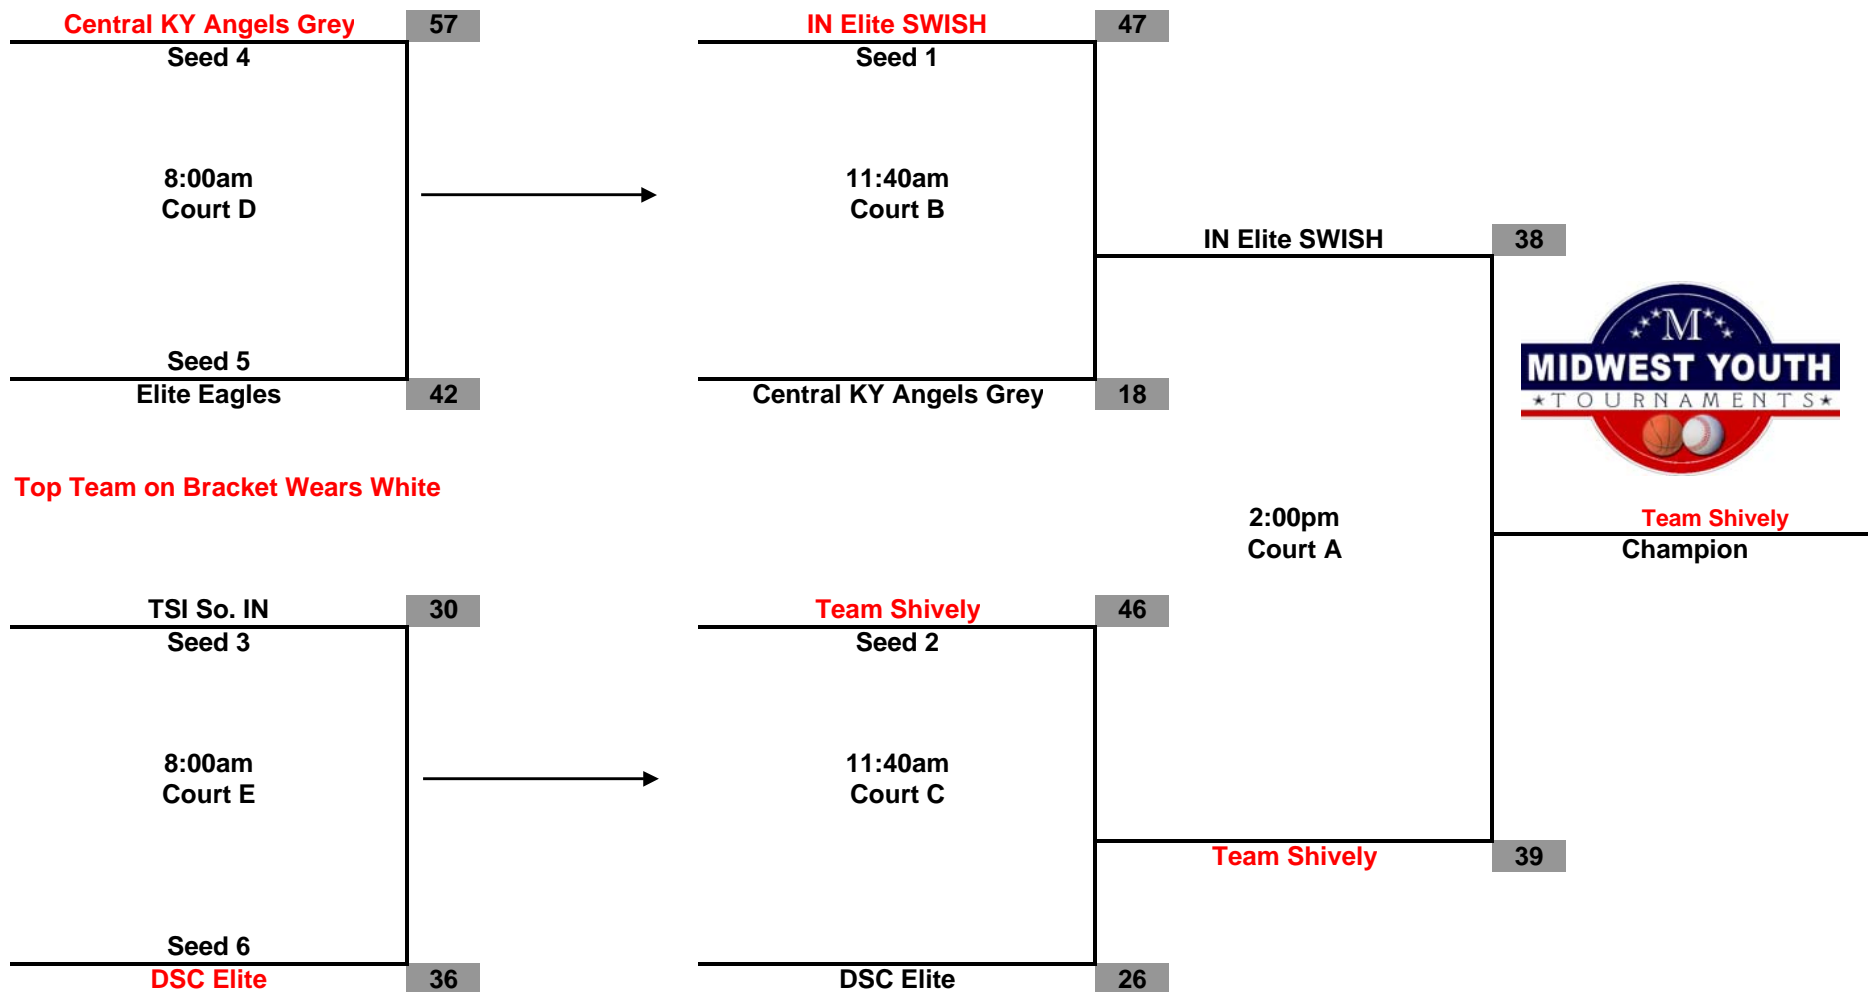 Central KY Angels Grey 57
Seed 4
8:00am
Court D
Seed 5
Elite Eagles 42
IN Elite SWISH 47
Seed 1
11:40am
Court B
Central KY Angels Grey 18
IN Elite SWISH 38
M
MIDWEST YOUTH
★TOURNAMENTS★
Top Team on Bracket Wears White
2:00pm
Court A
Team Shively
Champion
TSI So. IN 30
Seed 3
8:00am
Court E
Seed 6
DSC Elite 36
Team Shively 46
Seed 2
11:40am
Court C
DSC Elite 26
Team Shively 39